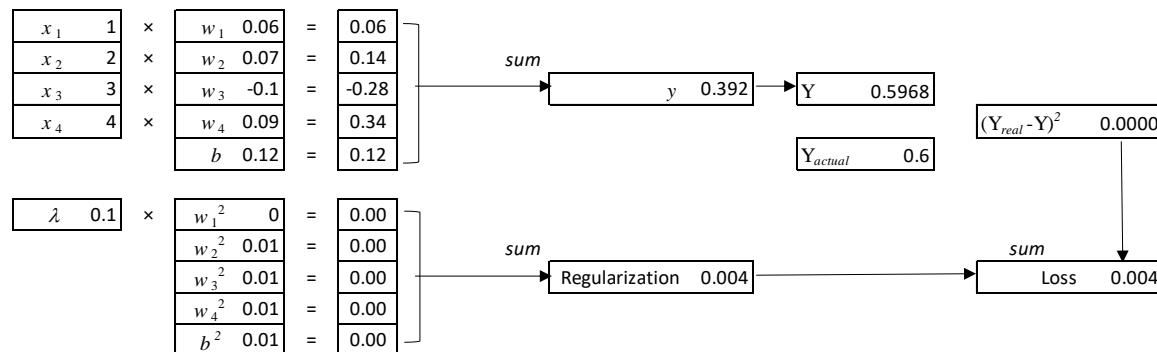 x1 1 × w1 0.06 = 0.06
x2 2 × w2 0.07 = 0.14 sum
x3 3 × w3 -0.1 = -0.28 y 0.392 Y 0.5968
x4 4 × w4 0.09 = 0.34 (Yreal-Y)2 0.0000
b 0.12 = 0.12 Yactual 0.6
λ 0.1 × w12 0 = 0.00
w22 0.01 = 0.00 sum sum
w32 0.01 = 0.00 Regularization 0.004 Loss 0.004
w42 0.01 = 0.00
b2 0.01 = 0.00